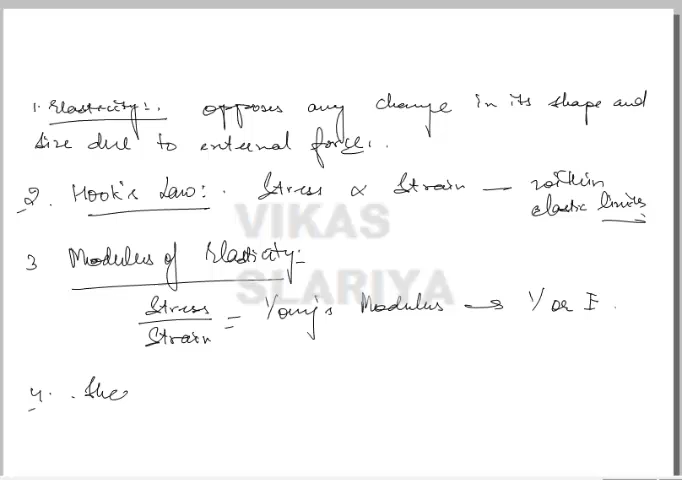 1. Elasticity:. opposes any change in its shape and
size due to external force.
2. Hook's Law:. Stress ∝ Strain — within
elastic limits
VIKAS
3 Modulus of Elasticity:
SLARIYA
Stress
Strain = Young's Modulus → Y or E.
4. . She